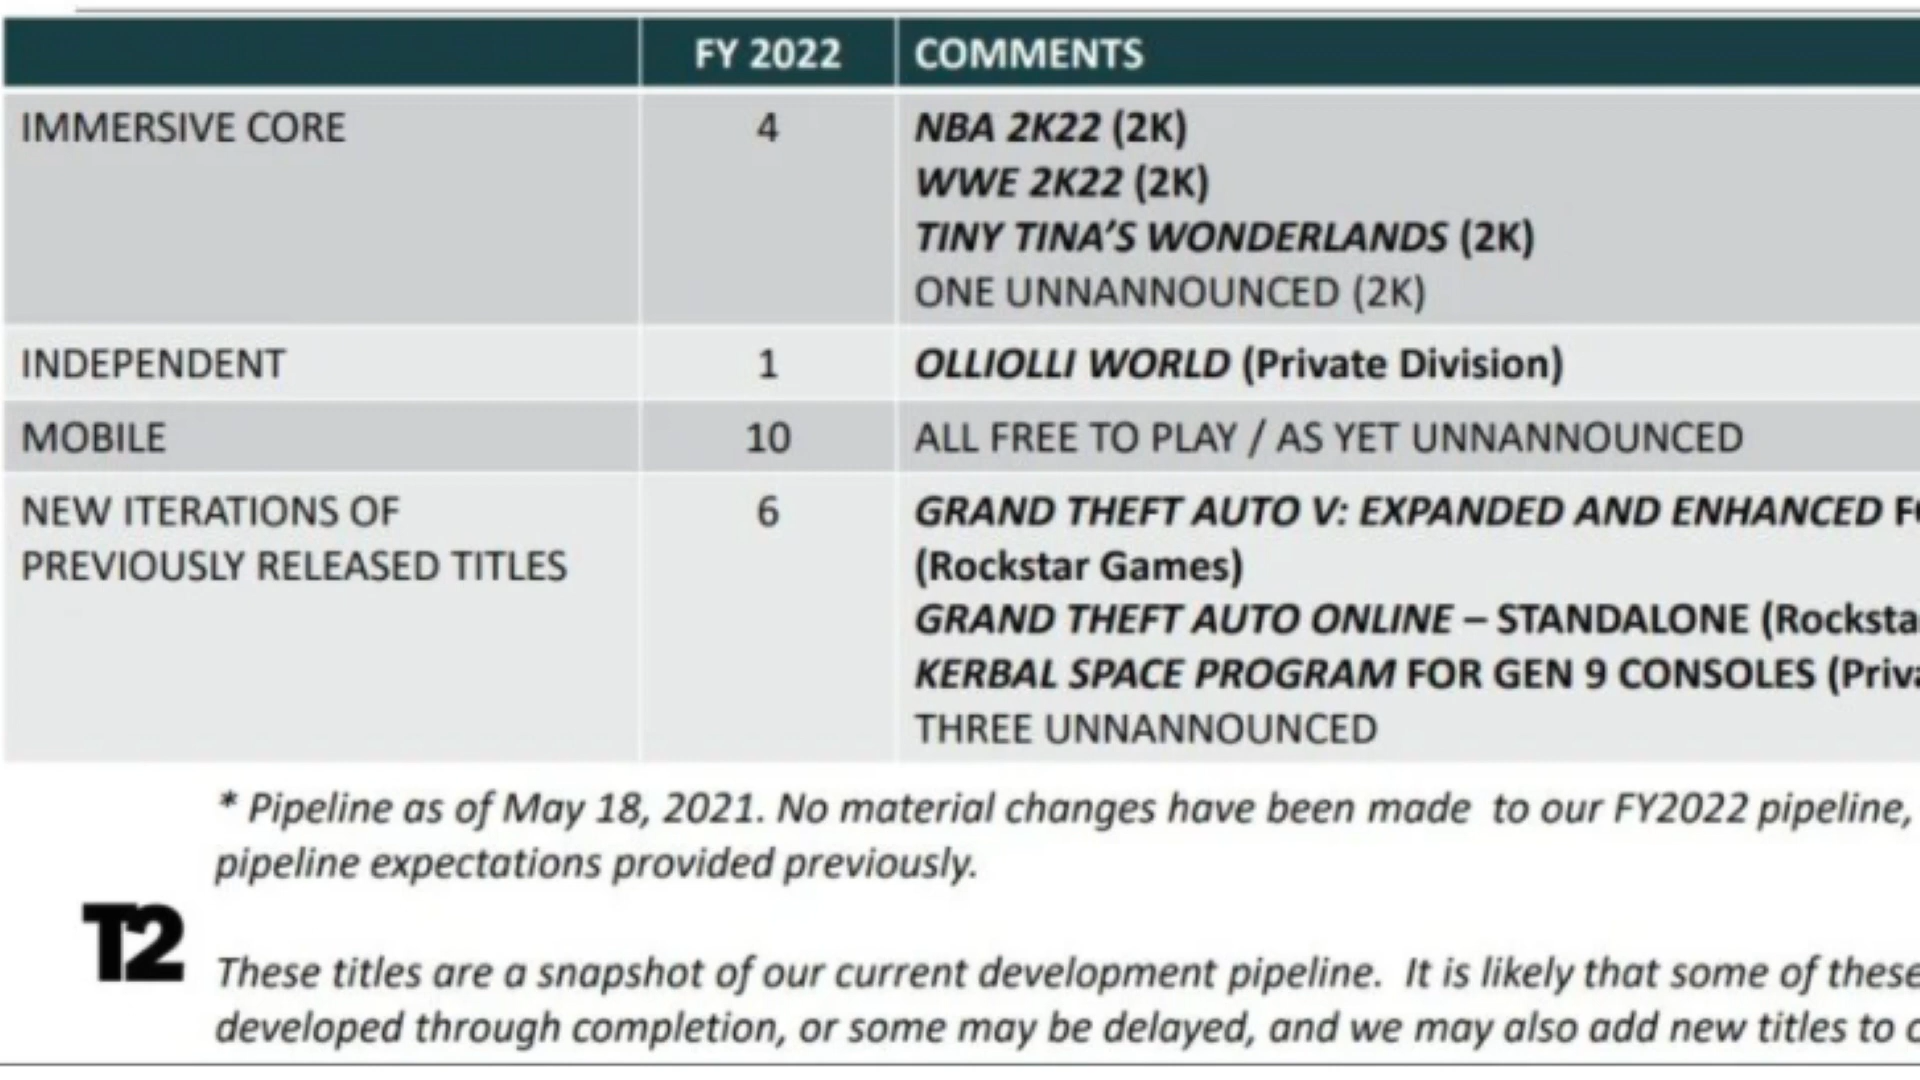 FY 2022 COMMENTS
IMMERSIVE CORE 4 NBA 2K22 (2K)
WWE 2K22 (2K)
TINY TINA'S WONDERLANDS (2K)
ONE UNNANNOUNCED (2K)
INDEPENDENT 1 OLLIOLLI WORLD (Private Division)
MOBILE 10 ALL FREE TO PLAY / AS YET UNNANNOUNCED
NEW ITERATIONS OF 6 GRAND THEFT AUTO V: EXPANDED AND ENHANCED
PREVIOUSLY RELEASED TITLES (Rockstar Games)
GRAND THEFT AUTO ONLINE – STANDALONE (Rocksta
KERBAL SPACE PROGRAM FOR GEN 9 CONSOLES (Priva
THREE UNNANNOUNCED
* Pipeline as of May 18, 2021. No material changes have been made to our FY2022 pipeline,
pipeline expectations provided previously.
T2
These titles are a snapshot of our current development pipeline. It is likely that some of these
developed through completion, or some may be delayed, and we may also add new titles to